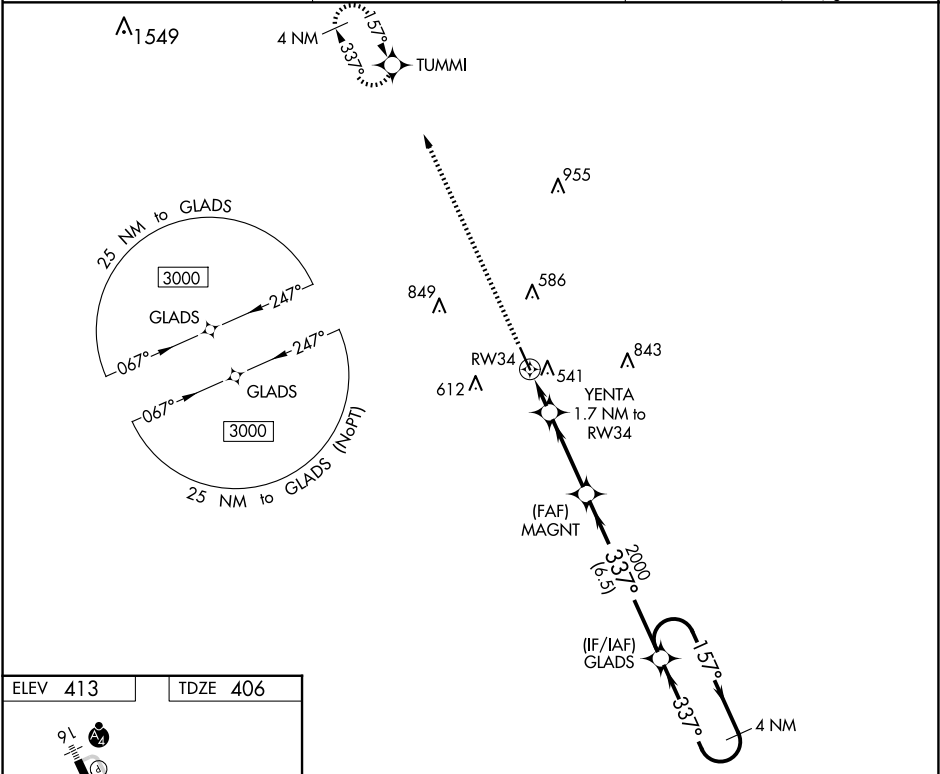 1549
4 NM
157°
337°
TUMMI
955
25 NM to GLADS
3000
GLADS
247°
067°
849
586
RW34
541
843
612
247°
GLADS
067°
3000
25 NM to GLADS (NoPT)
YENTA
1.7 NM to
RW34
(FAF)
MAGNT
2000
337°
(6.5)
(IF/IAF)
GLADS
157°
337°
4 NM
ELEV 413
TDZE 406
16
A4
P